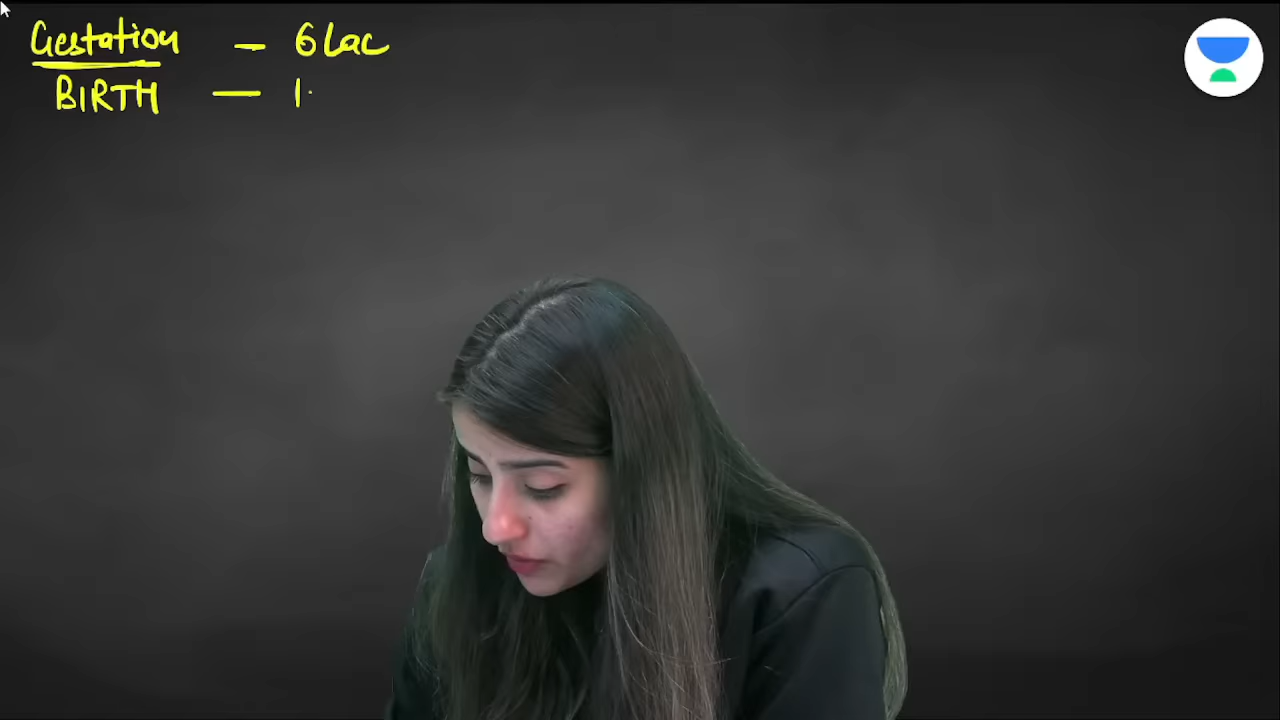 Gestation — 6 Lac
BIRTH — 1.